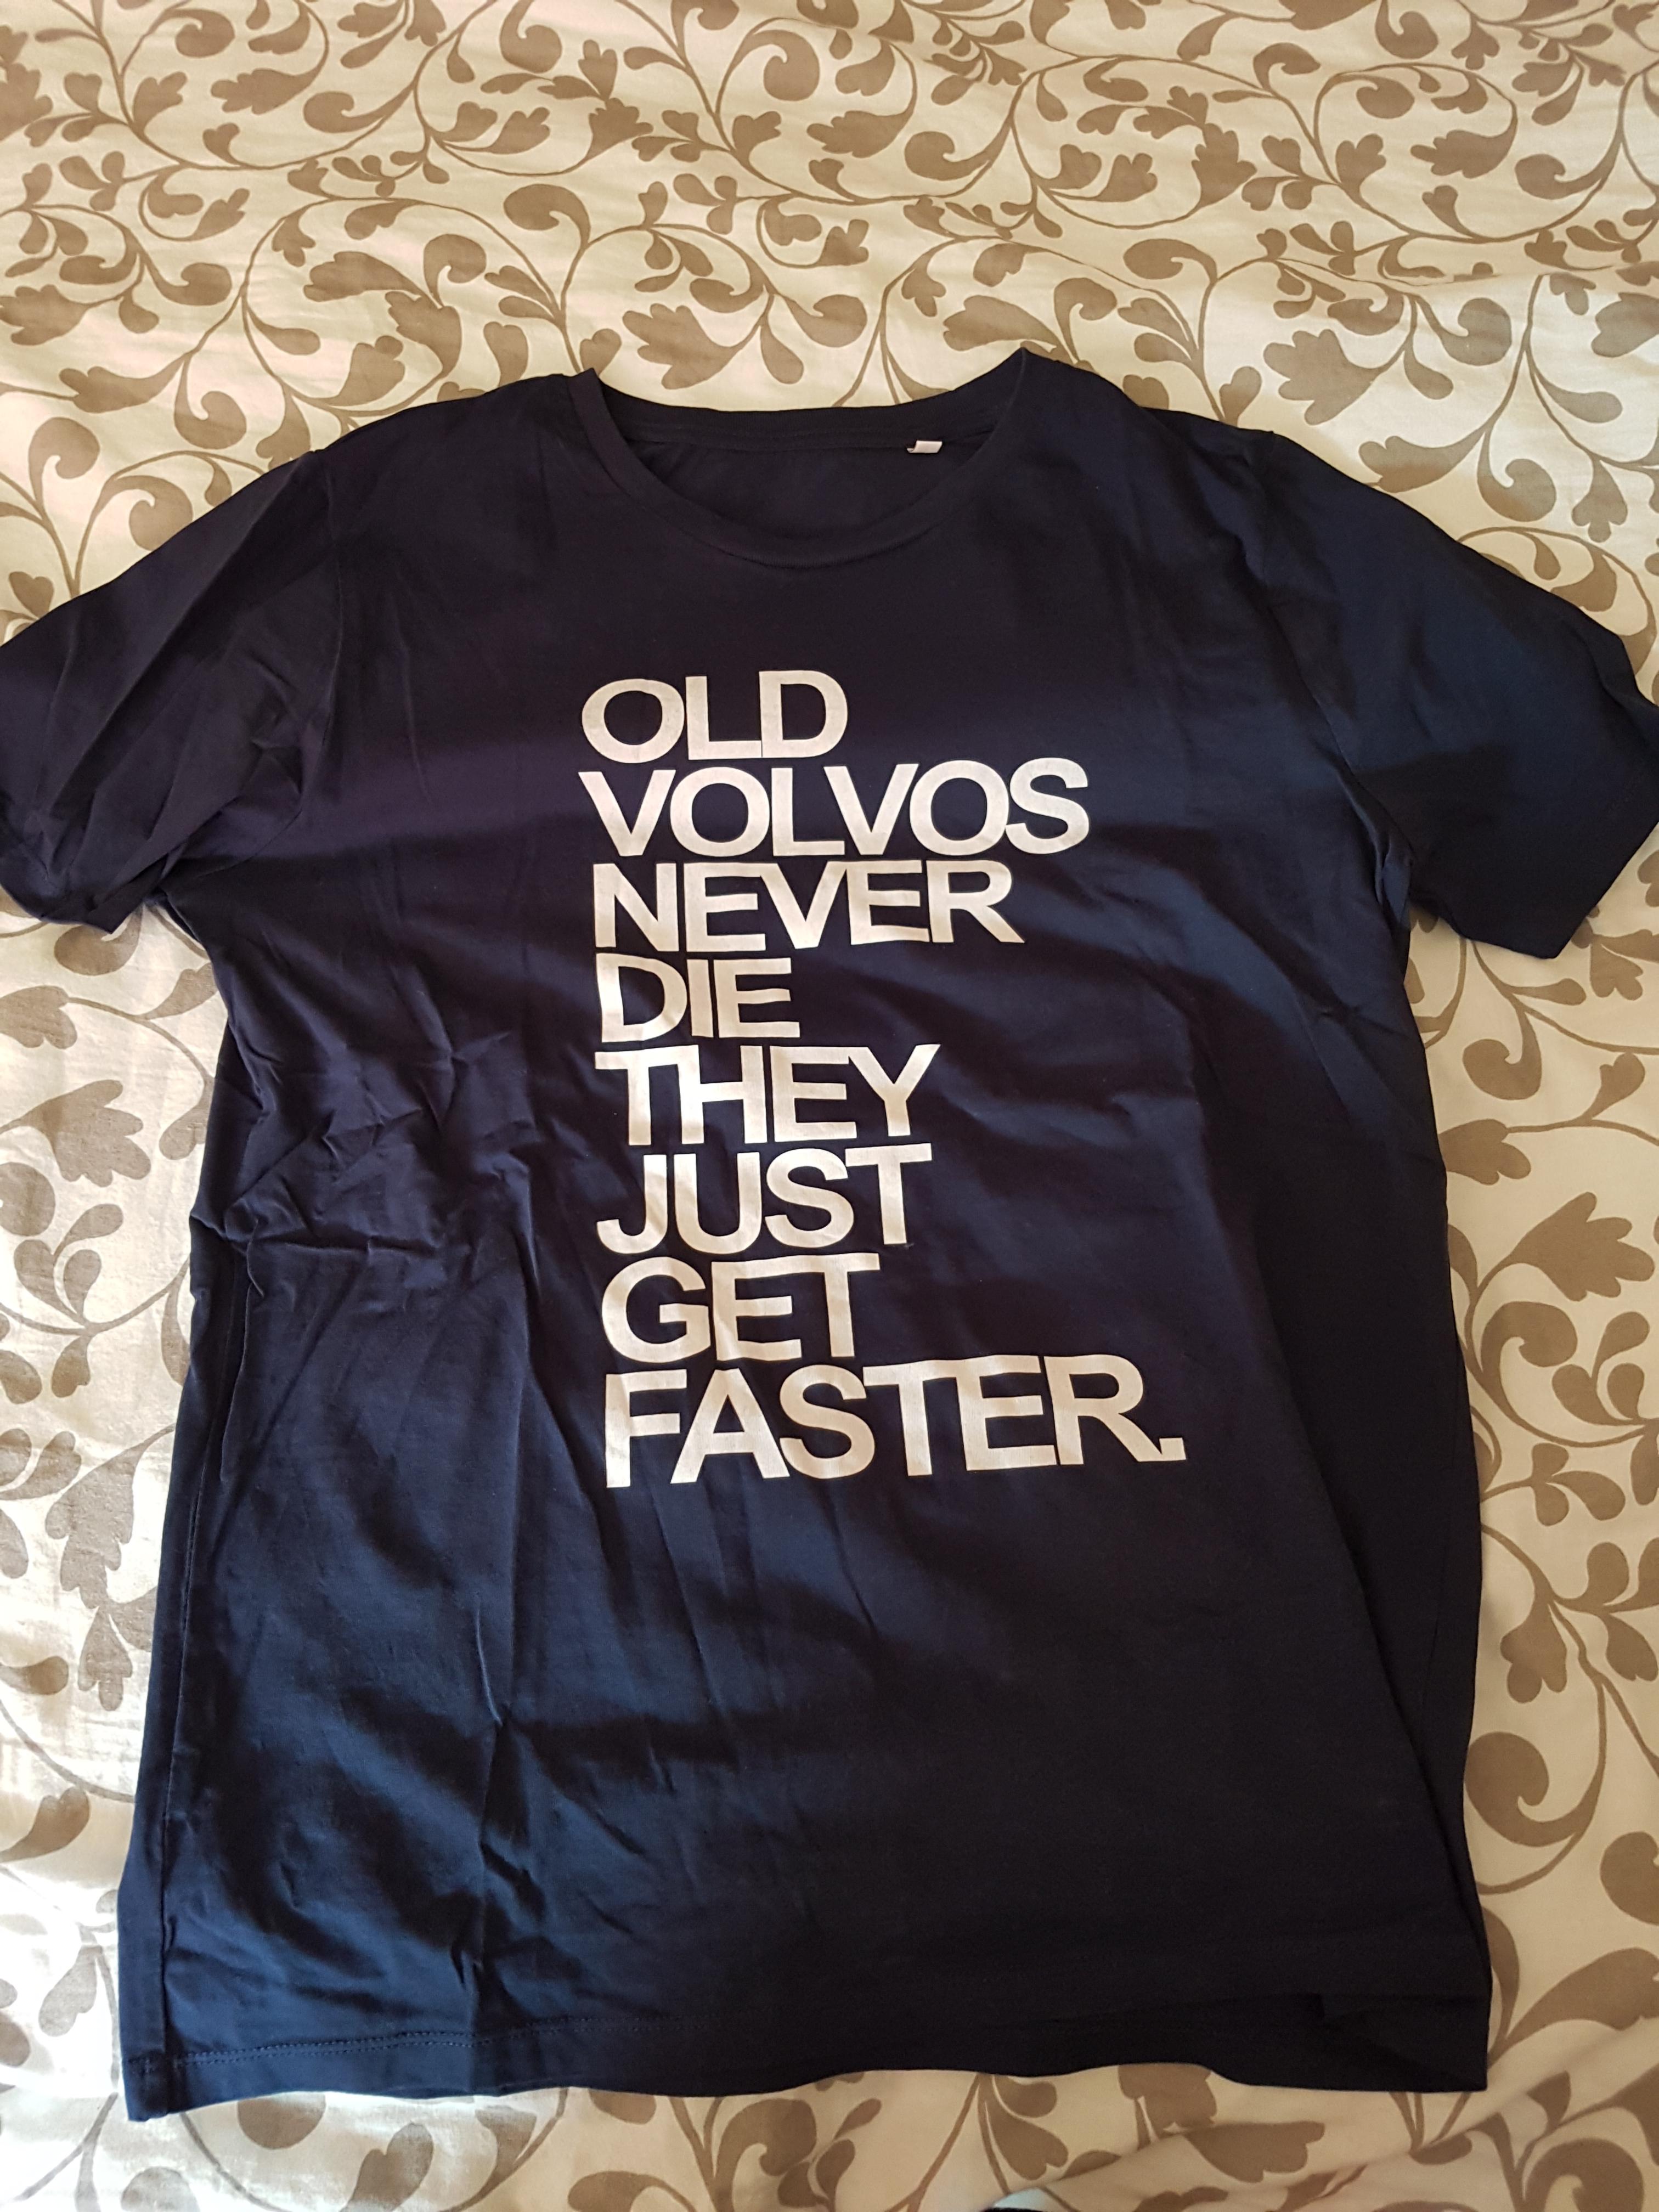 OLD
VOLVOS
NEVER
DIE
THEY
JUST
GET
FASTER.